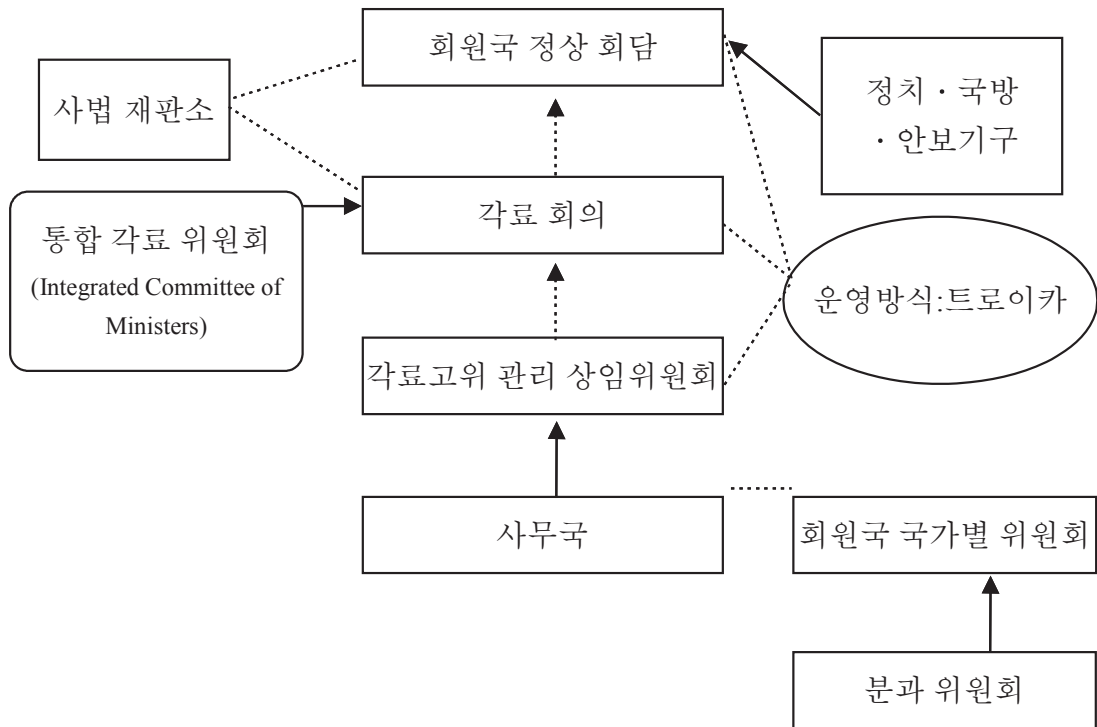 회원국 정상 회담
사법 재판소
정치・국방
・안보기구
각료 회의
통합 각료 위원회
(Integrated Committee of
Ministers)
운영방식:트로이카
각료고위 관리 상임위원회
사무국
회원국 국가별 위원회
분과 위원회